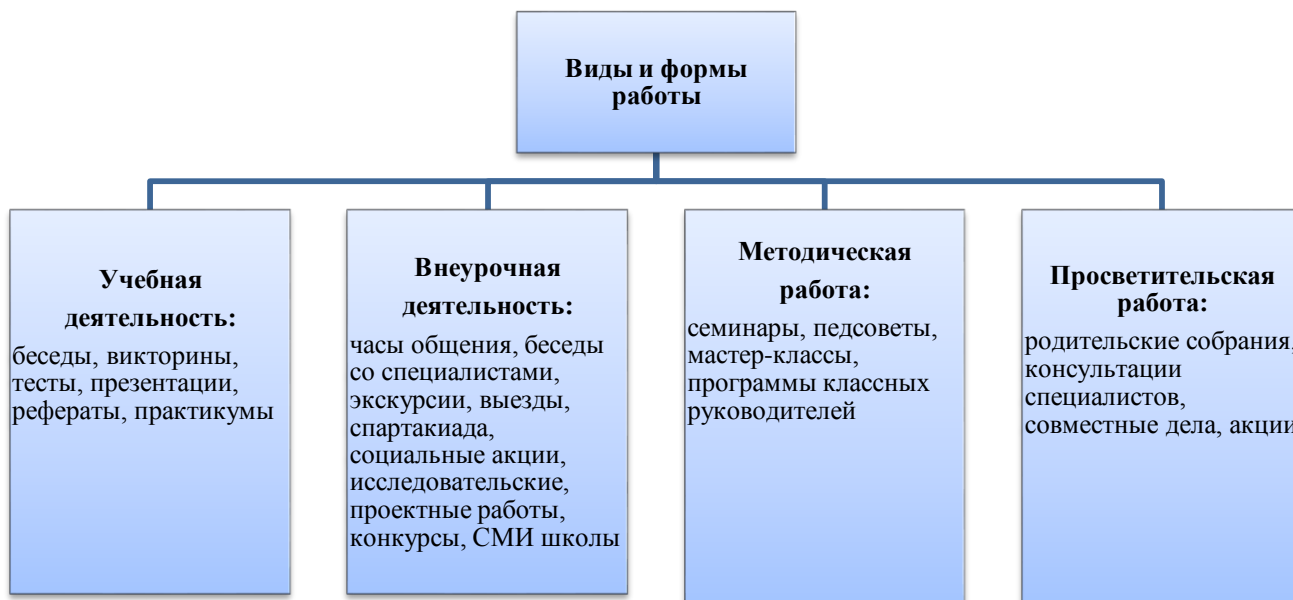 Виды и формы
работы
Учебная
деятельность:
беседы, викторины,
тесты, презентации,
рефераты, практикумы
Внеурочная
деятельность:
часы общения, беседы
со специалистами,
экскурсии, выезды,
спартакиада,
социальные акции,
исследовательские,
проектные работы,
конкурсы, СМИ школы
Методическая
работа:
семинары, педсоветы,
мастер-классы,
программы классных
руководителей
Просветительская
работа:
родительские собрания,
консультации
специалистов,
совместные дела, акции